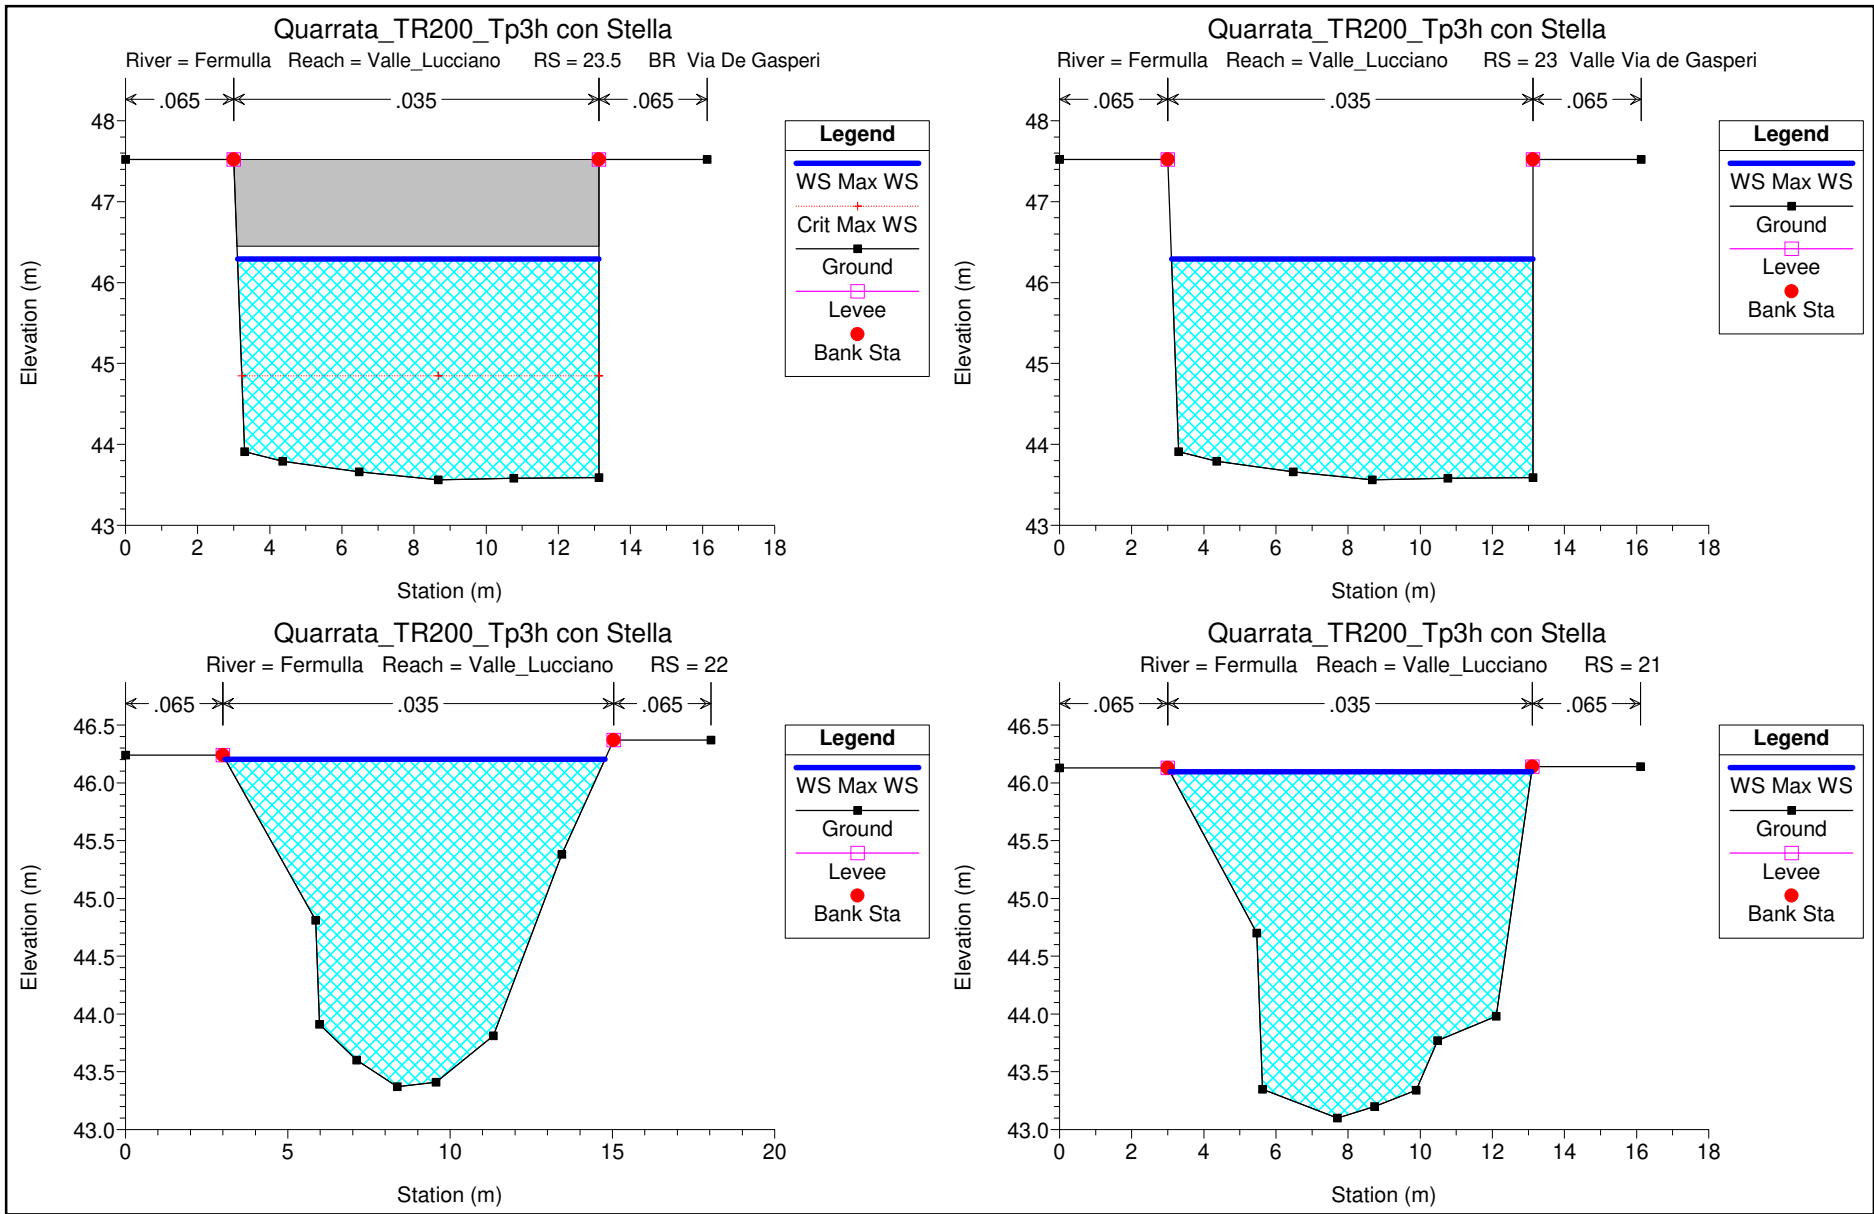 Quarrata_TR200_Tp3h con Stella
River = Fermulla Reach = Valle_Lucciano RS = 23.5 BR Via De Gasperi
.065 .035 .065
48
47
46
45
44
43
0 2 4 6 8 10 12 14 16 18
Station (m)
Elevation (m)
Legend
WS Max WS
Crit Max WS
Ground
Levee
Bank Sta
Quarrata_TR200_Tp3h con Stella
River = Fermulla Reach = Valle_Lucciano RS = 23 Valle Via de Gasperi
.065 .035 .065
48
47
46
45
44
43
0 2 4 6 8 10 12 14 16 18
Station (m)
Elevation (m)
Legend
WS Max WS
Ground
Levee
Bank Sta
Quarrata_TR200_Tp3h con Stella
River = Fermulla Reach = Valle_Lucciano RS = 22
.065 .035 .065
46.5
46.0
45.5
45.0
44.5
44.0
43.5
43.0
0 5 10 15 20
Station (m)
Elevation (m)
Legend
WS Max WS
Ground
Levee
Bank Sta
Quarrata_TR200_Tp3h con Stella
River = Fermulla Reach = Valle_Lucciano RS = 21
.065 .035 .065
46.5
46.0
45.5
45.0
44.5
44.0
43.5
43.0
0 2 4 6 8 10 12 14 16 18
Station (m)
Elevation (m)
Legend
WS Max WS
Ground
Levee
Bank Sta